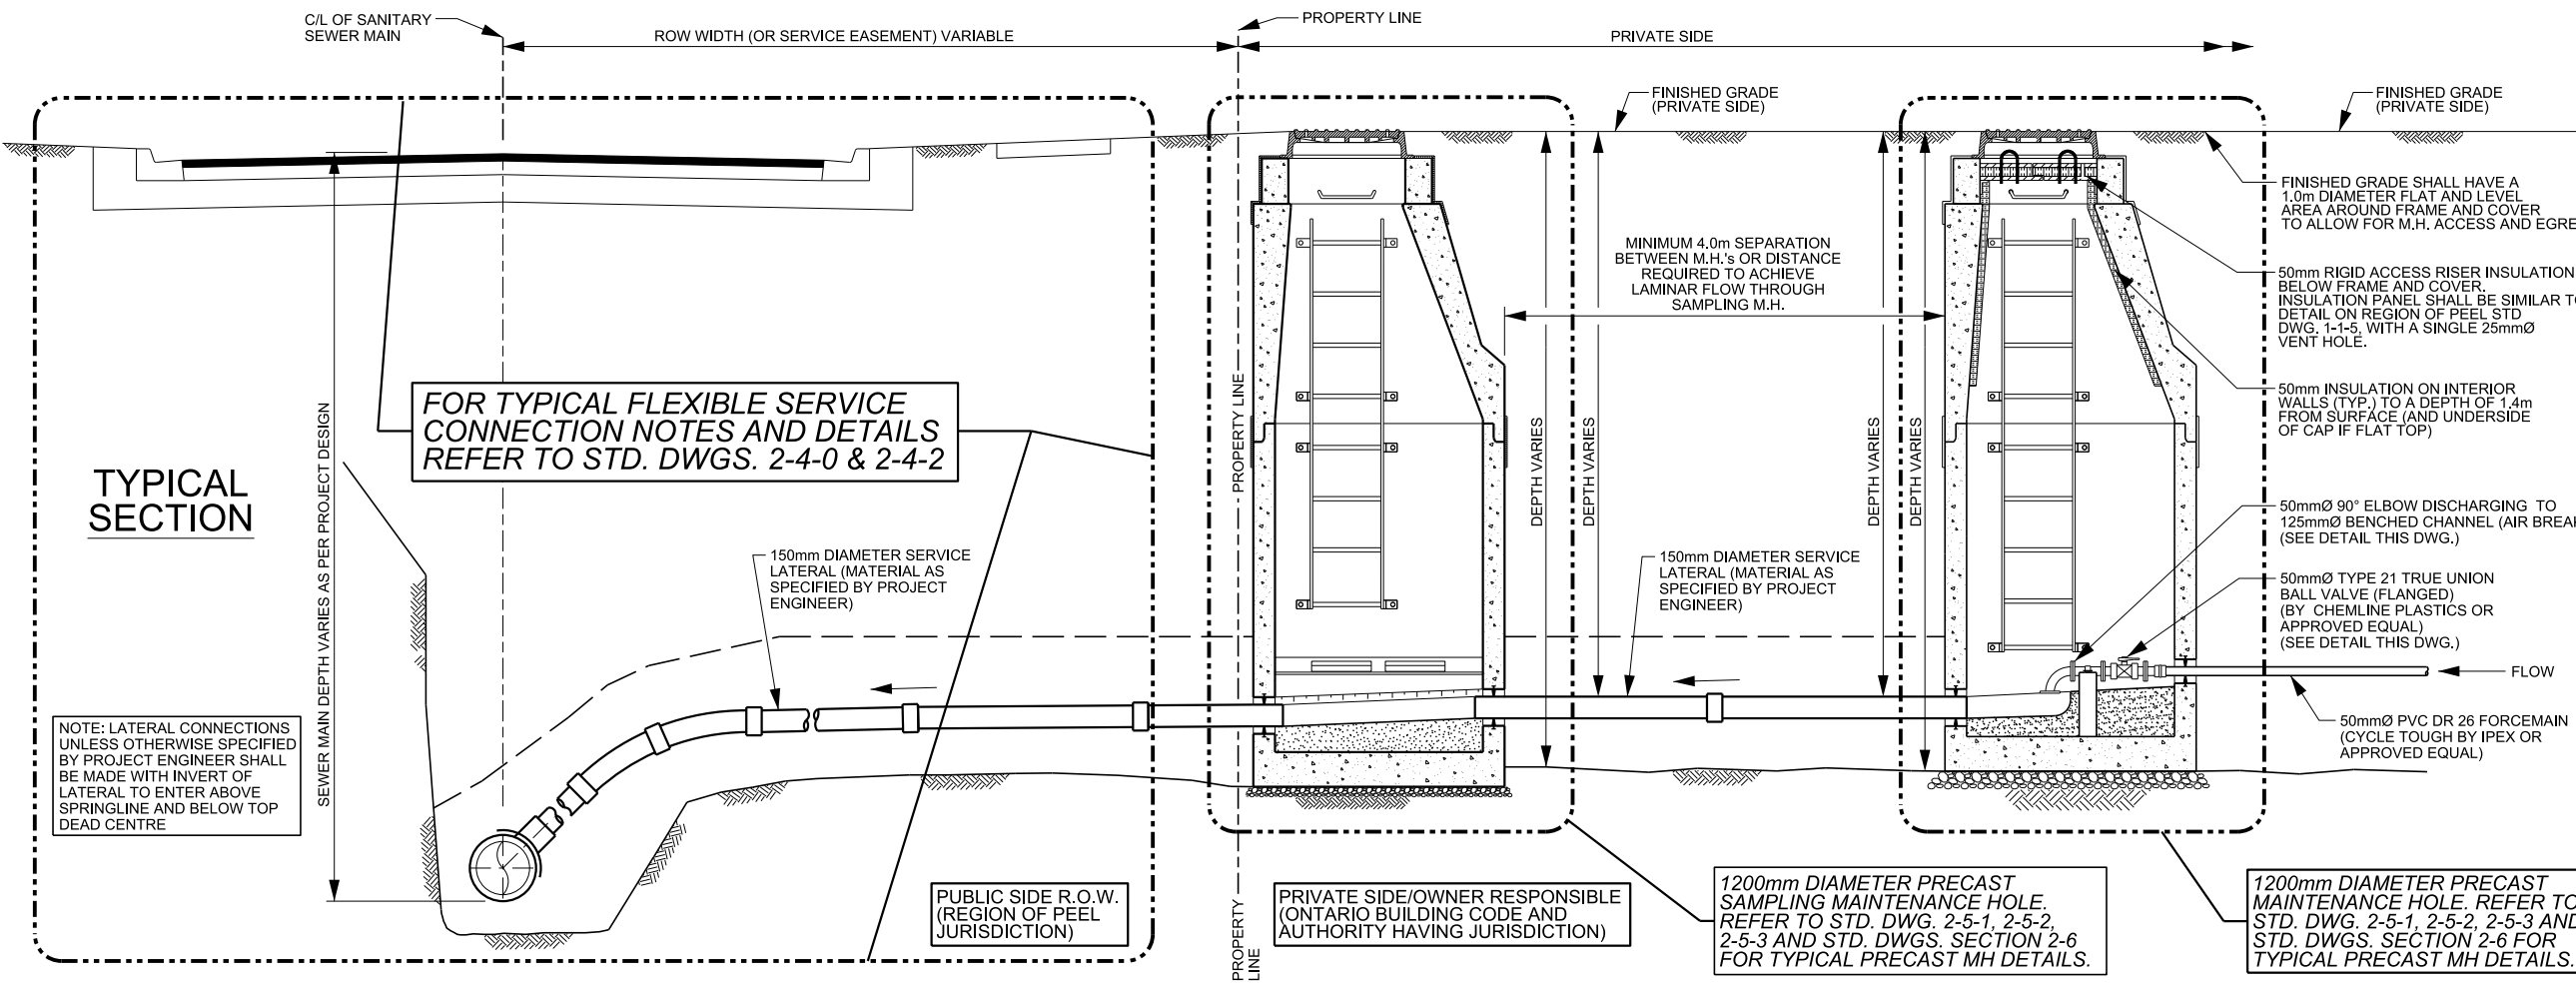 C/L OF SANITARY
SEWER MAIN
ROW WIDTH (OR SERVICE EASEMENT) VARIABLE
PROPERTY LINE
PRIVATE SIDE
FINISHED GRADE
(PRIVATE SIDE)
FINISHED GRADE
(PRIVATE SIDE)
FINISHED GRADE SHALL HAVE A
1.0m DIAMETER FLAT AND LEVEL
AREA AROUND FRAME AND COVER
TO ALLOW FOR M.H. ACCESS AND EGRE
MINIMUM 4.0m SEPARATION
BETWEEN M.H.'s OR DISTANCE
REQUIRED TO ACHIEVE
LAMINAR FLOW THROUGH
SAMPLING M.H.
50mm RIGID ACCESS RISER INSULATION
BELOW FRAME AND COVER.
INSULATION PANEL SHALL BE SIMILAR TO
DETAIL ON REGION OF PEEL STD
DWG. 1-1-5, WITH A SINGLE 25mmØ
VENT HOLE.
50mm INSULATION ON INTERIOR
WALLS (TYP.) TO A DEPTH OF 1.4m
FROM SURFACE (AND UNDERSIDE
OF CAP IF FLAT TOP)
FOR TYPICAL FLEXIBLE SERVICE
CONNECTION NOTES AND DETAILS
REFER TO STD. DWGS. 2-4-0 & 2-4-2
TYPICAL
SECTION
SEWER MAIN DEPTH VARIES AS PER PROJECT DESIGN
PROPERTY LINE
DEPTH VARIES
DEPTH VARIES
DEPTH VARIES
DEPTH VARIES
50mmØ 90° ELBOW DISCHARGING TO
125mmØ BENCHED CHANNEL (AIR BREA
(SEE DETAIL THIS DWG.)
150mm DIAMETER SERVICE
LATERAL (MATERIAL AS
SPECIFIED BY PROJECT
ENGINEER)
150mm DIAMETER SERVICE
LATERAL (MATERIAL AS
SPECIFIED BY PROJECT
ENGINEER)
50mmØ TYPE 21 TRUE UNION
BALL VALVE (FLANGED)
(BY CHEMLINE PLASTICS OR
APPROVED EQUAL)
(SEE DETAIL THIS DWG.)
FLOW
50mmØ PVC DR 26 FORCEMAIN
(CYCLE TOUGH BY IPEX OR
APPROVED EQUAL)
NOTE: LATERAL CONNECTIONS
UNLESS OTHERWISE SPECIFIED
BY PROJECT ENGINEER SHALL
BE MADE WITH INVERT OF
LATERAL TO ENTER ABOVE
SPRINGLINE AND BELOW TOP
DEAD CENTRE
PUBLIC SIDE R.O.W.
(REGION OF PEEL
JURISDICTION)
PROPERTY
LINE
PRIVATE SIDE/OWNER RESPONSIBLE
(ONTARIO BUILDING CODE AND
AUTHORITY HAVING JURISDICTION)
1200mm DIAMETER PRECAST
SAMPLING MAINTENANCE HOLE.
REFER TO STD. DWG. 2-5-1, 2-5-2,
2-5-3 AND STD. DWGS. SECTION 2-6
FOR TYPICAL PRECAST MH DETAILS.
1200mm DIAMETER PRECAST
MAINTENANCE HOLE. REFER TO
STD. DWG. 2-5-1, 2-5-2, 2-5-3 AND
STD. DWGS. SECTION 2-6 FOR
TYPICAL PRECAST MH DETAILS.